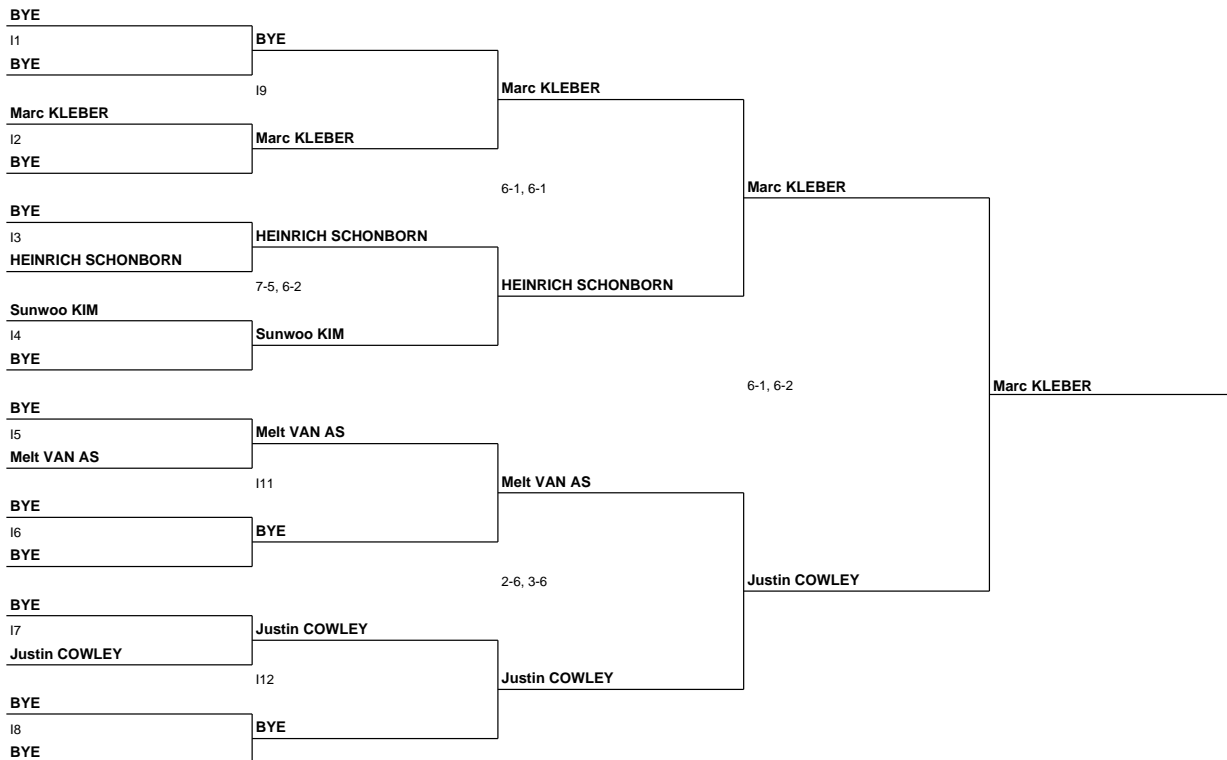 BYE
I1
BYE
BYE
I9
Marc KLEBER
Marc KLEBER
I2
Marc KLEBER
BYE
6-1, 6-1
Marc KLEBER
BYE
I3
HEINRICH SCHONBORN
HEINRICH SCHONBORN
7-5, 6-2
HEINRICH SCHONBORN
Sunwoo KIM
I4
Sunwoo KIM
BYE
6-1, 6-2
Marc KLEBER
BYE
I5
Melt VAN AS
Melt VAN AS
I11
Melt VAN AS
BYE
I6
BYE
BYE
2-6, 3-6
Justin COWLEY
BYE
I7
Justin COWLEY
Justin COWLEY
I12
Justin COWLEY
BYE
I8
BYE
BYE